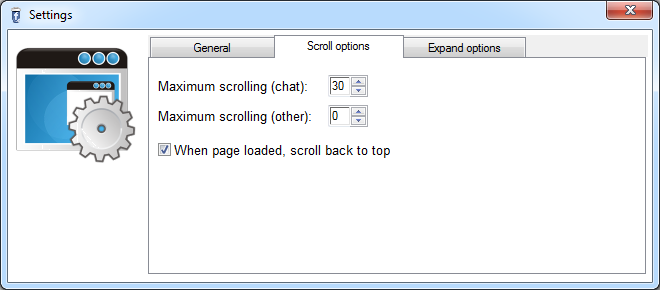 Settings
General
Scroll options
Expand options
Maximum scrolling (chat): 30
Maximum scrolling (other): 0
When page loaded, scroll back to top